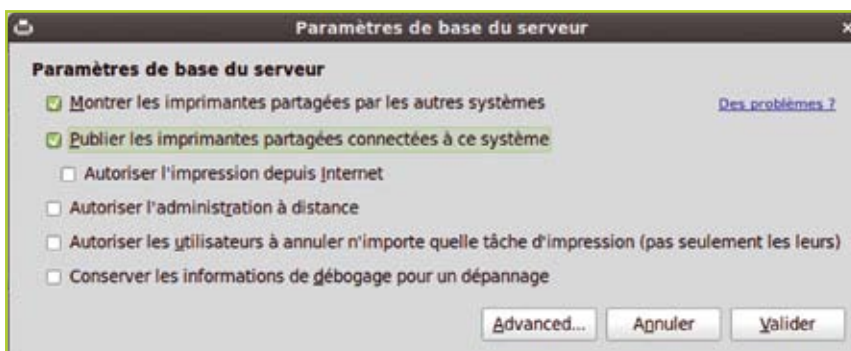 Paramètres de base du serveur
Paramètres de base du serveur
Montrer les imprimantes partagées par les autres systèmes
Des problèmes ?
Publier les imprimantes partagées connectées à ce système
Autoriser l'impression depuis Internet
Autoriser l'administration à distance
Autoriser les utilisateurs à annuler n'importe quelle tâche d'impression (pas seulement les leurs)
Conserver les informations de débogage pour un dépannage
Advanced... Annuler Valider